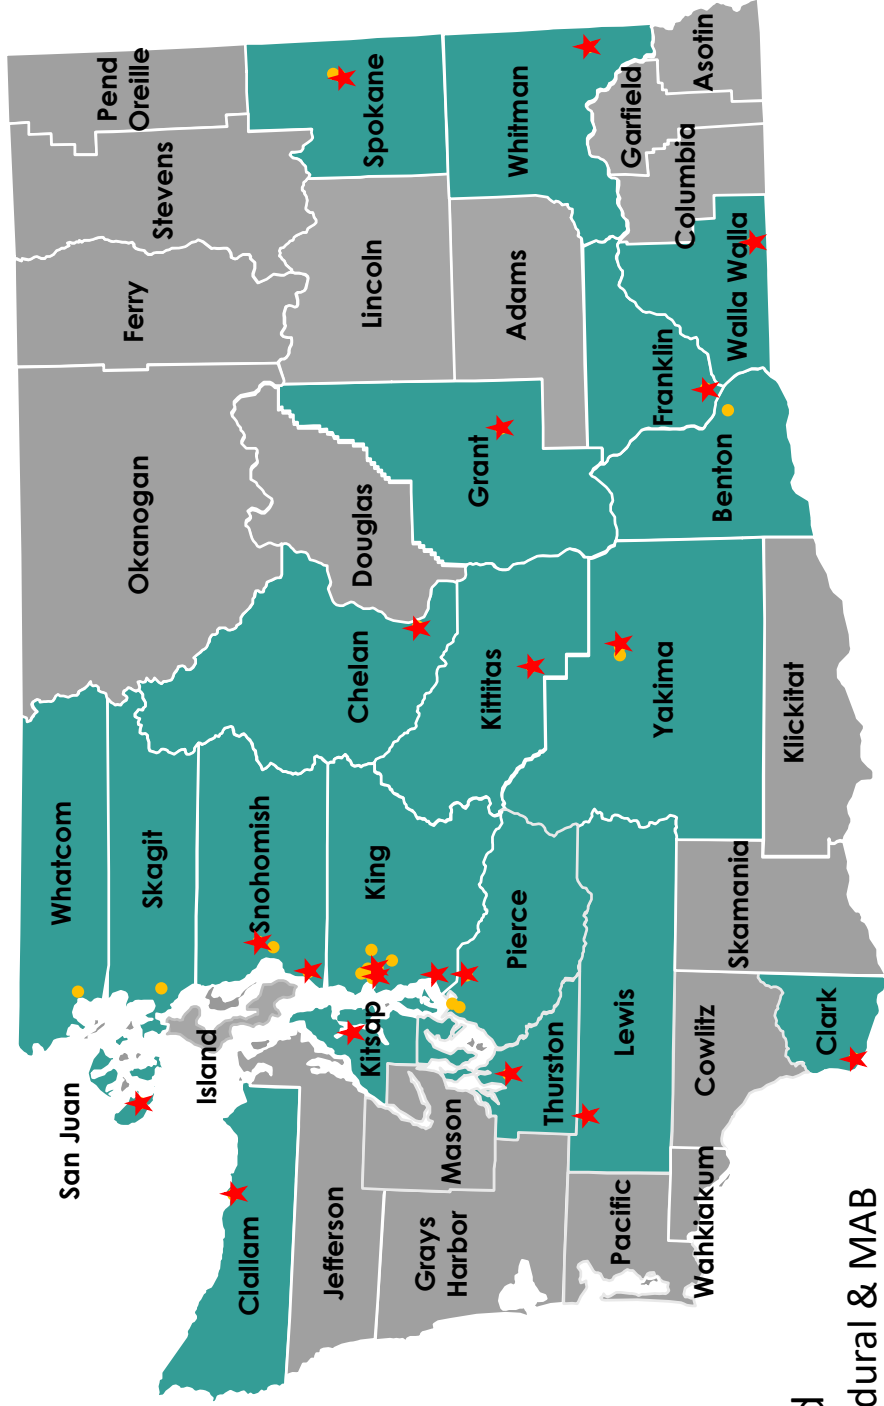 Whatcom
Okanogan
Ferry
Stevens
Pend
Oreille
San Juan
Skagit
Island
Clallam
Snohomish
Chelan
Douglas
Lincoln
Spokane
Jefferson
Kitsap
King
Grant
Grays
Harbor
Mason
Kittitas
Adams
Whitman
Pierce
Thurston
Lewis
Pacific
Yakima
Franklin
Garfield
Columbia
Asotin
Benton
Walla Walla
Wahkiakum
Cowlitz
Skamania
Klickitat
Clark
d
dural & MAB